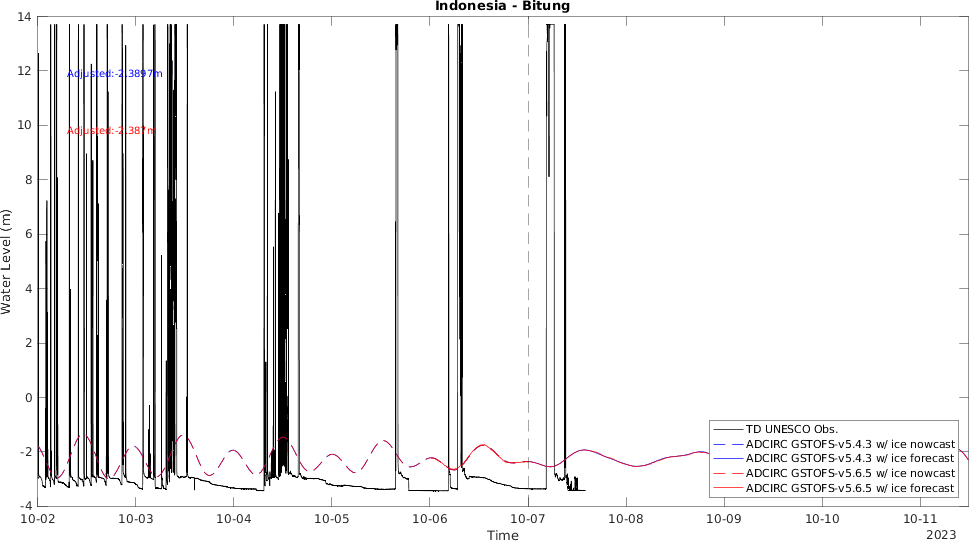 Indonesia - Bitung
14
12
10
8
6
4
2
0
-2
-4
Water Level (m)
Adjusted:-2.3897m
Adjusted:-2.387m
TD UNESCO Obs.
ADCIRC GSTOFS-v5.4.3 w/ ice nowcast
ADCIRC GSTOFS-v5.4.3 w/ ice forecast
ADCIRC GSTOFS-v5.6.5 w/ ice nowcast
ADCIRC GSTOFS-v5.6.5 w/ ice forecast
10-02 10-03 10-04 10-05 10-06 10-07 10-08 10-09 10-10 10-11
Time
2023